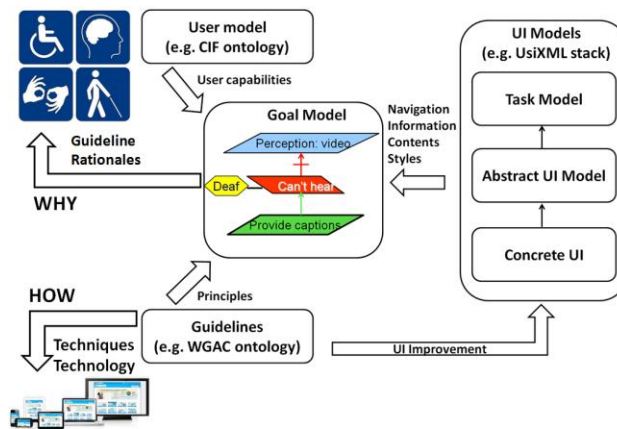 User model
(e.g. CIF ontology)
User capabilities
UI Models
(e.g. UsiXML stack)
Task Model
Abstract UI Model
Concrete UI
Goal Model
Perception: video
Deaf
Can't hear
Provide captions
Navigation
Information
Contents
Styles
Guideline
Rationales
WHY
HOW
Principles
Techniques
Technology
Guidelines
(e.g. WGAC ontology)
UI Improvement